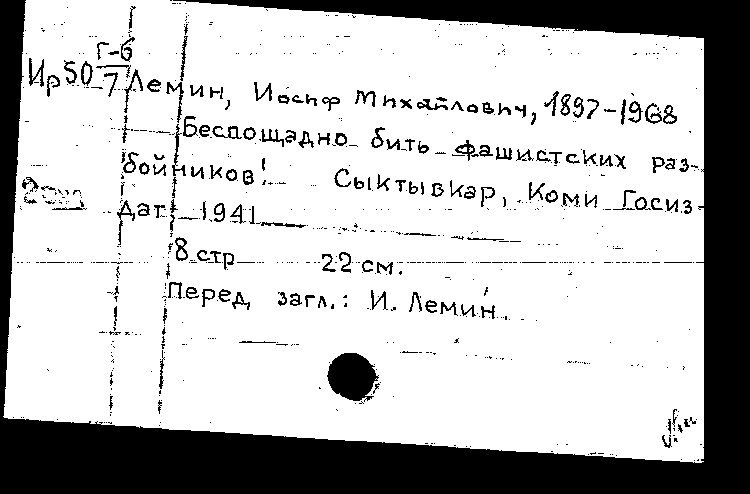 Г-6
Ир50 7 Лемин, Иосиф Михайлович, 1897-1968
Беспощадно бить фашистских раз-
бойников! Сыктывкар, Коми Госиз-
дат 1941
8 стр 22 см.
Перед загл.: И. Лемин.